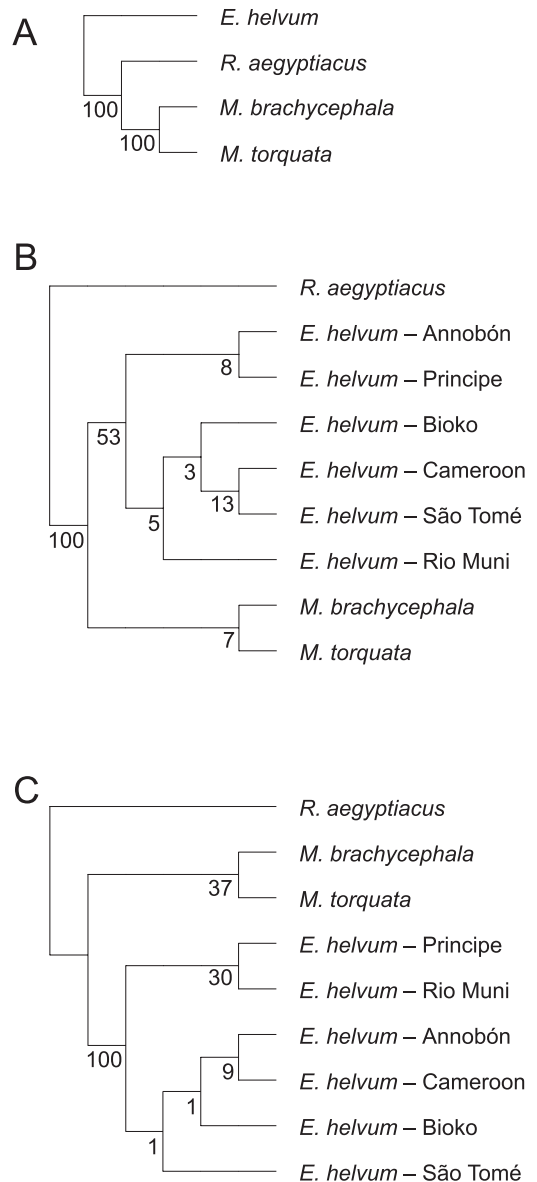 A
E. helvum
R. aegyptiacus
100
M. brachycephala
100
M. torquata
B
R. aegyptiacus
E. helvum – Annobón
8
E. helvum – Principe
53
E. helvum – Bioko
3
E. helvum – Cameroon
13
E. helvum – São Tomé
5
100
E. helvum – Rio Muni
M. brachycephala
7
M. torquata
C
R. aegyptiacus
M. brachycephala
37
M. torquata
E. helvum – Principe
30
E. helvum – Rio Muni
E. helvum – Annobón
100
9
E. helvum – Cameroon
1
E. helvum – Bioko
1
E. helvum – São Tomé